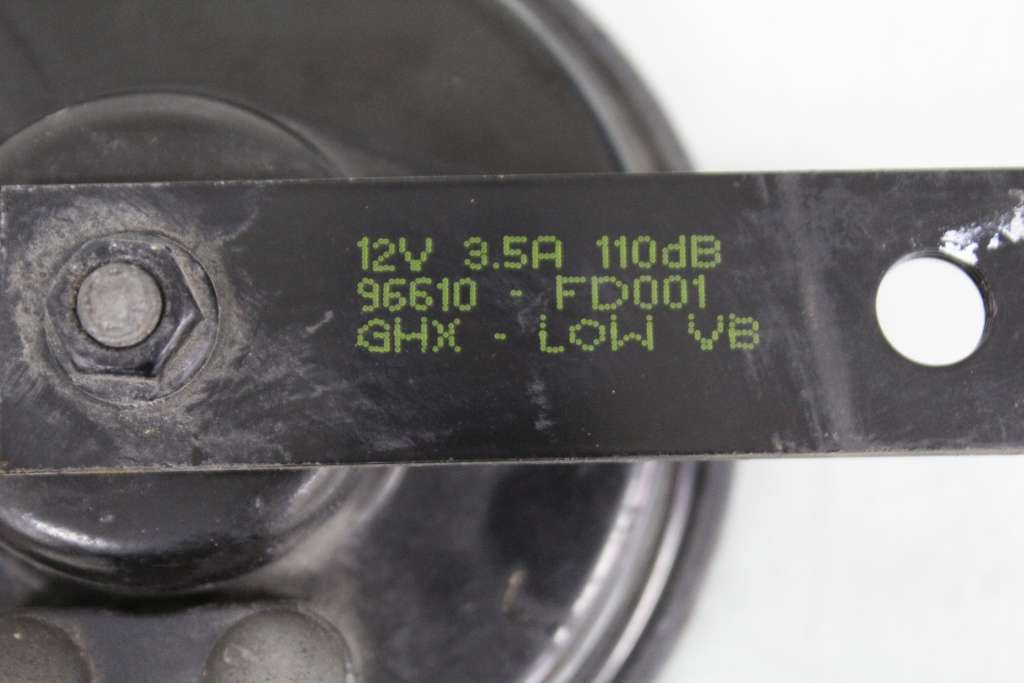 12V 3.5A 110dB
96610 - FD001
GHX - LOW VB